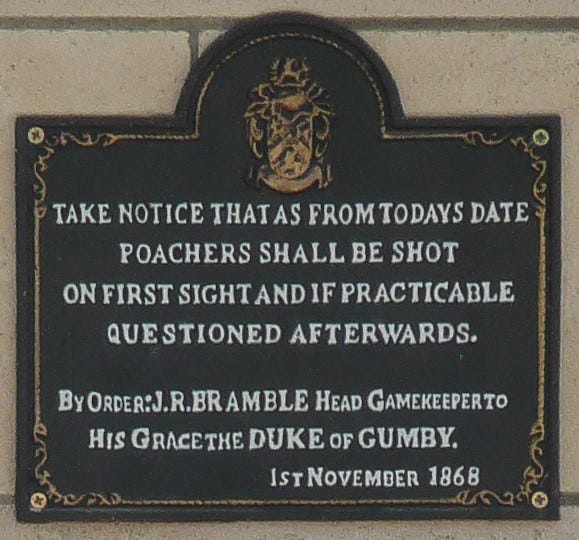 TAKE NOTICE THAT AS FROM TODAYS DATE
POACHERS SHALL BE SHOT
ON FIRST SIGHT AND IF PRACTICABLE
QUESTIONED AFTERWARDS.
BY ORDER: J.R. BRAMBLE HEAD GAMEKEEPER TO
HIS GRACE THE DUKE OF GUMBY.
1ST NOVEMBER 1868